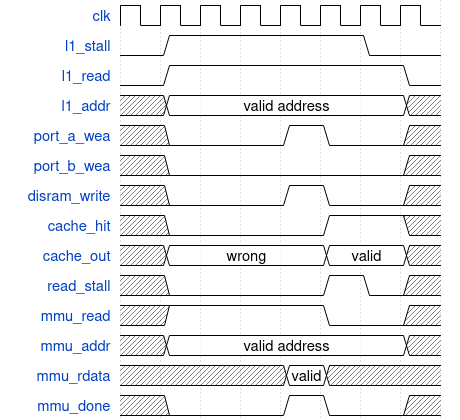 clk
l1_stall
l1_read
l1_addr valid address
port_a_wea
port_b_wea
disram_write
cache_hit
cache_out wrong valid
read_stall
mmu_read
mmu_addr valid address
mmu_rdata valid
mmu_done